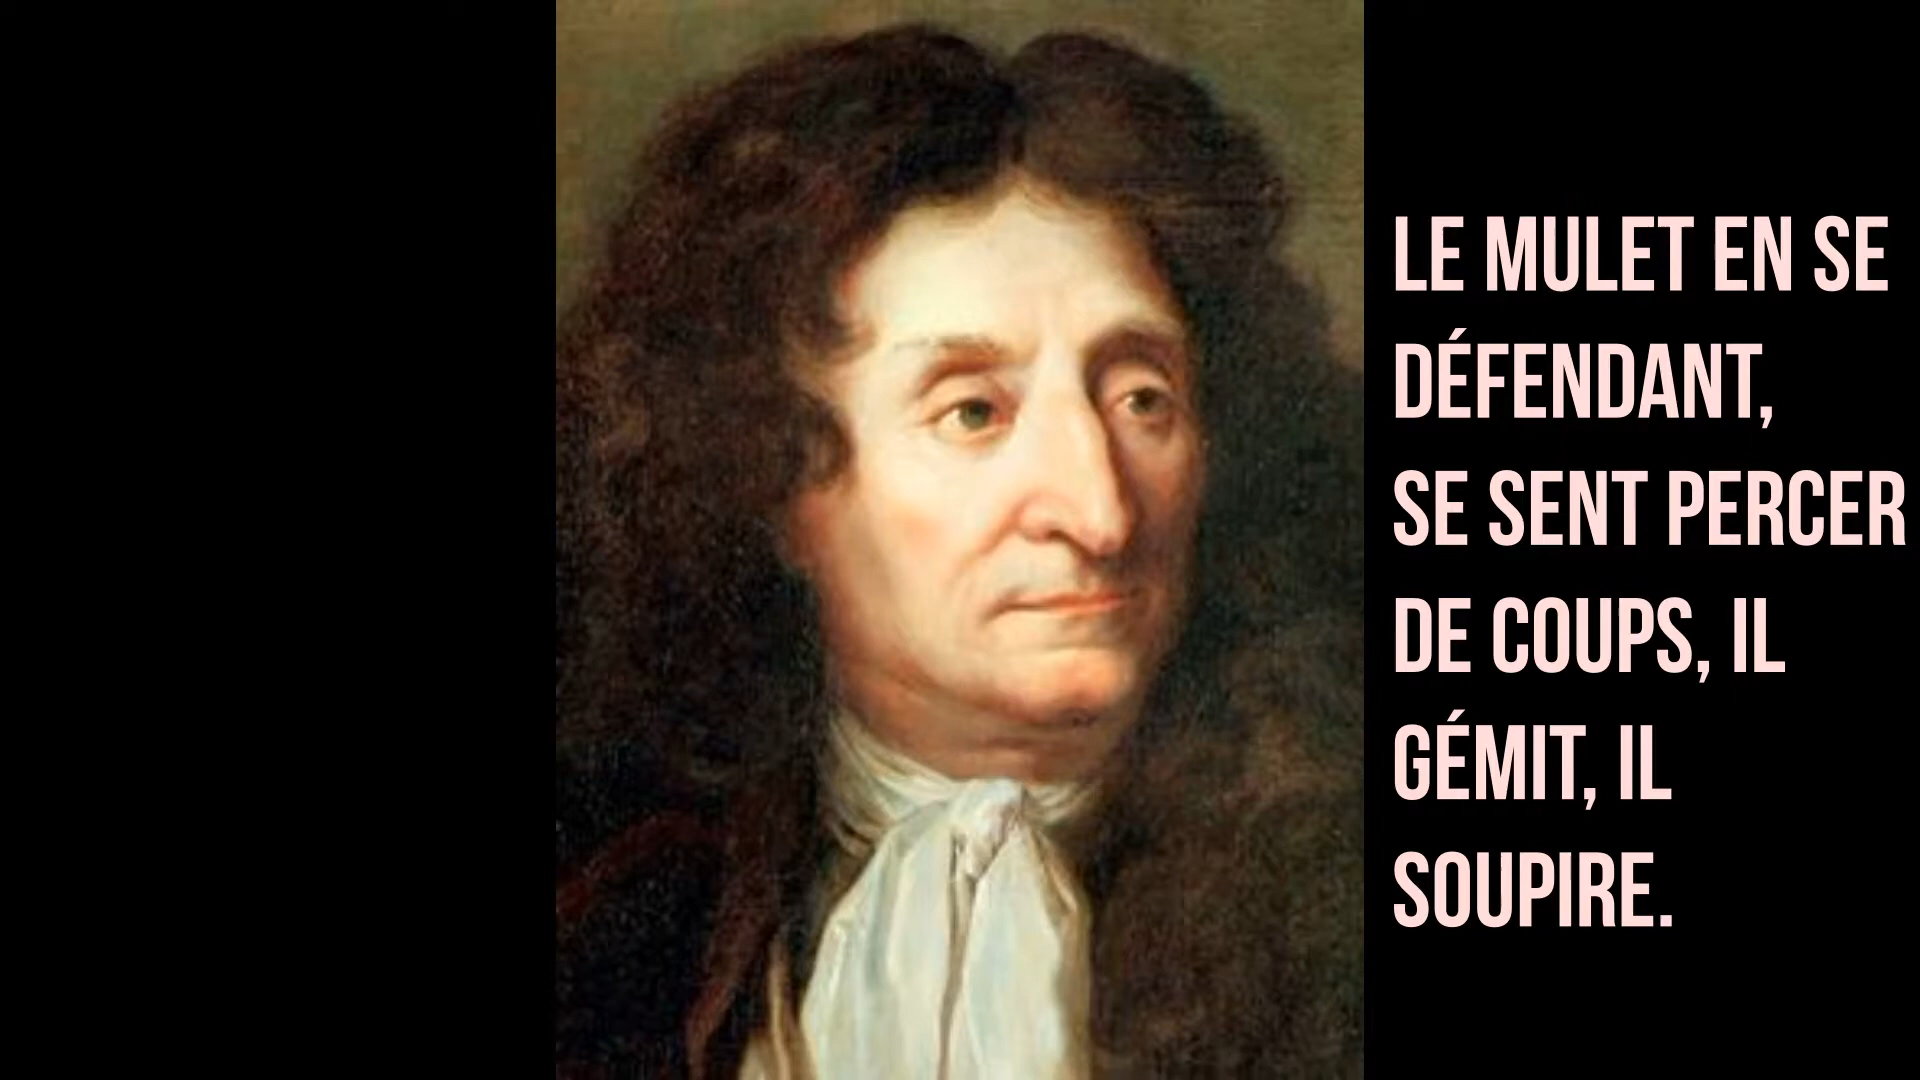 LE MULET EN SE
DÉFENDANT,
SE SENT PERCER
DE COUPS, IL
GÉMIT, IL
SOUPIRE.